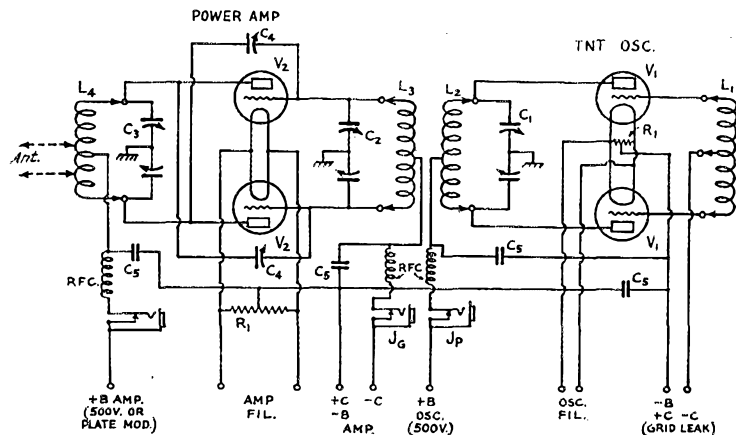 POWER AMP
TNT OSC.
C4
V2
V1
L4
L3
L2
L1
C3
C2
C1
R1
Ant.
V2
V1
C5
C4
C5
C5
C5
RFC.
RFC
R1
JG
JP
+B AMP.
(500V. OR
PLATE MOD.)
AMP
FIL.
+C
-B
-C
AMP.
+B
OSC.
(500V.)
OSC.
FIL.
-B
+C
-C
(GRID LEAK)